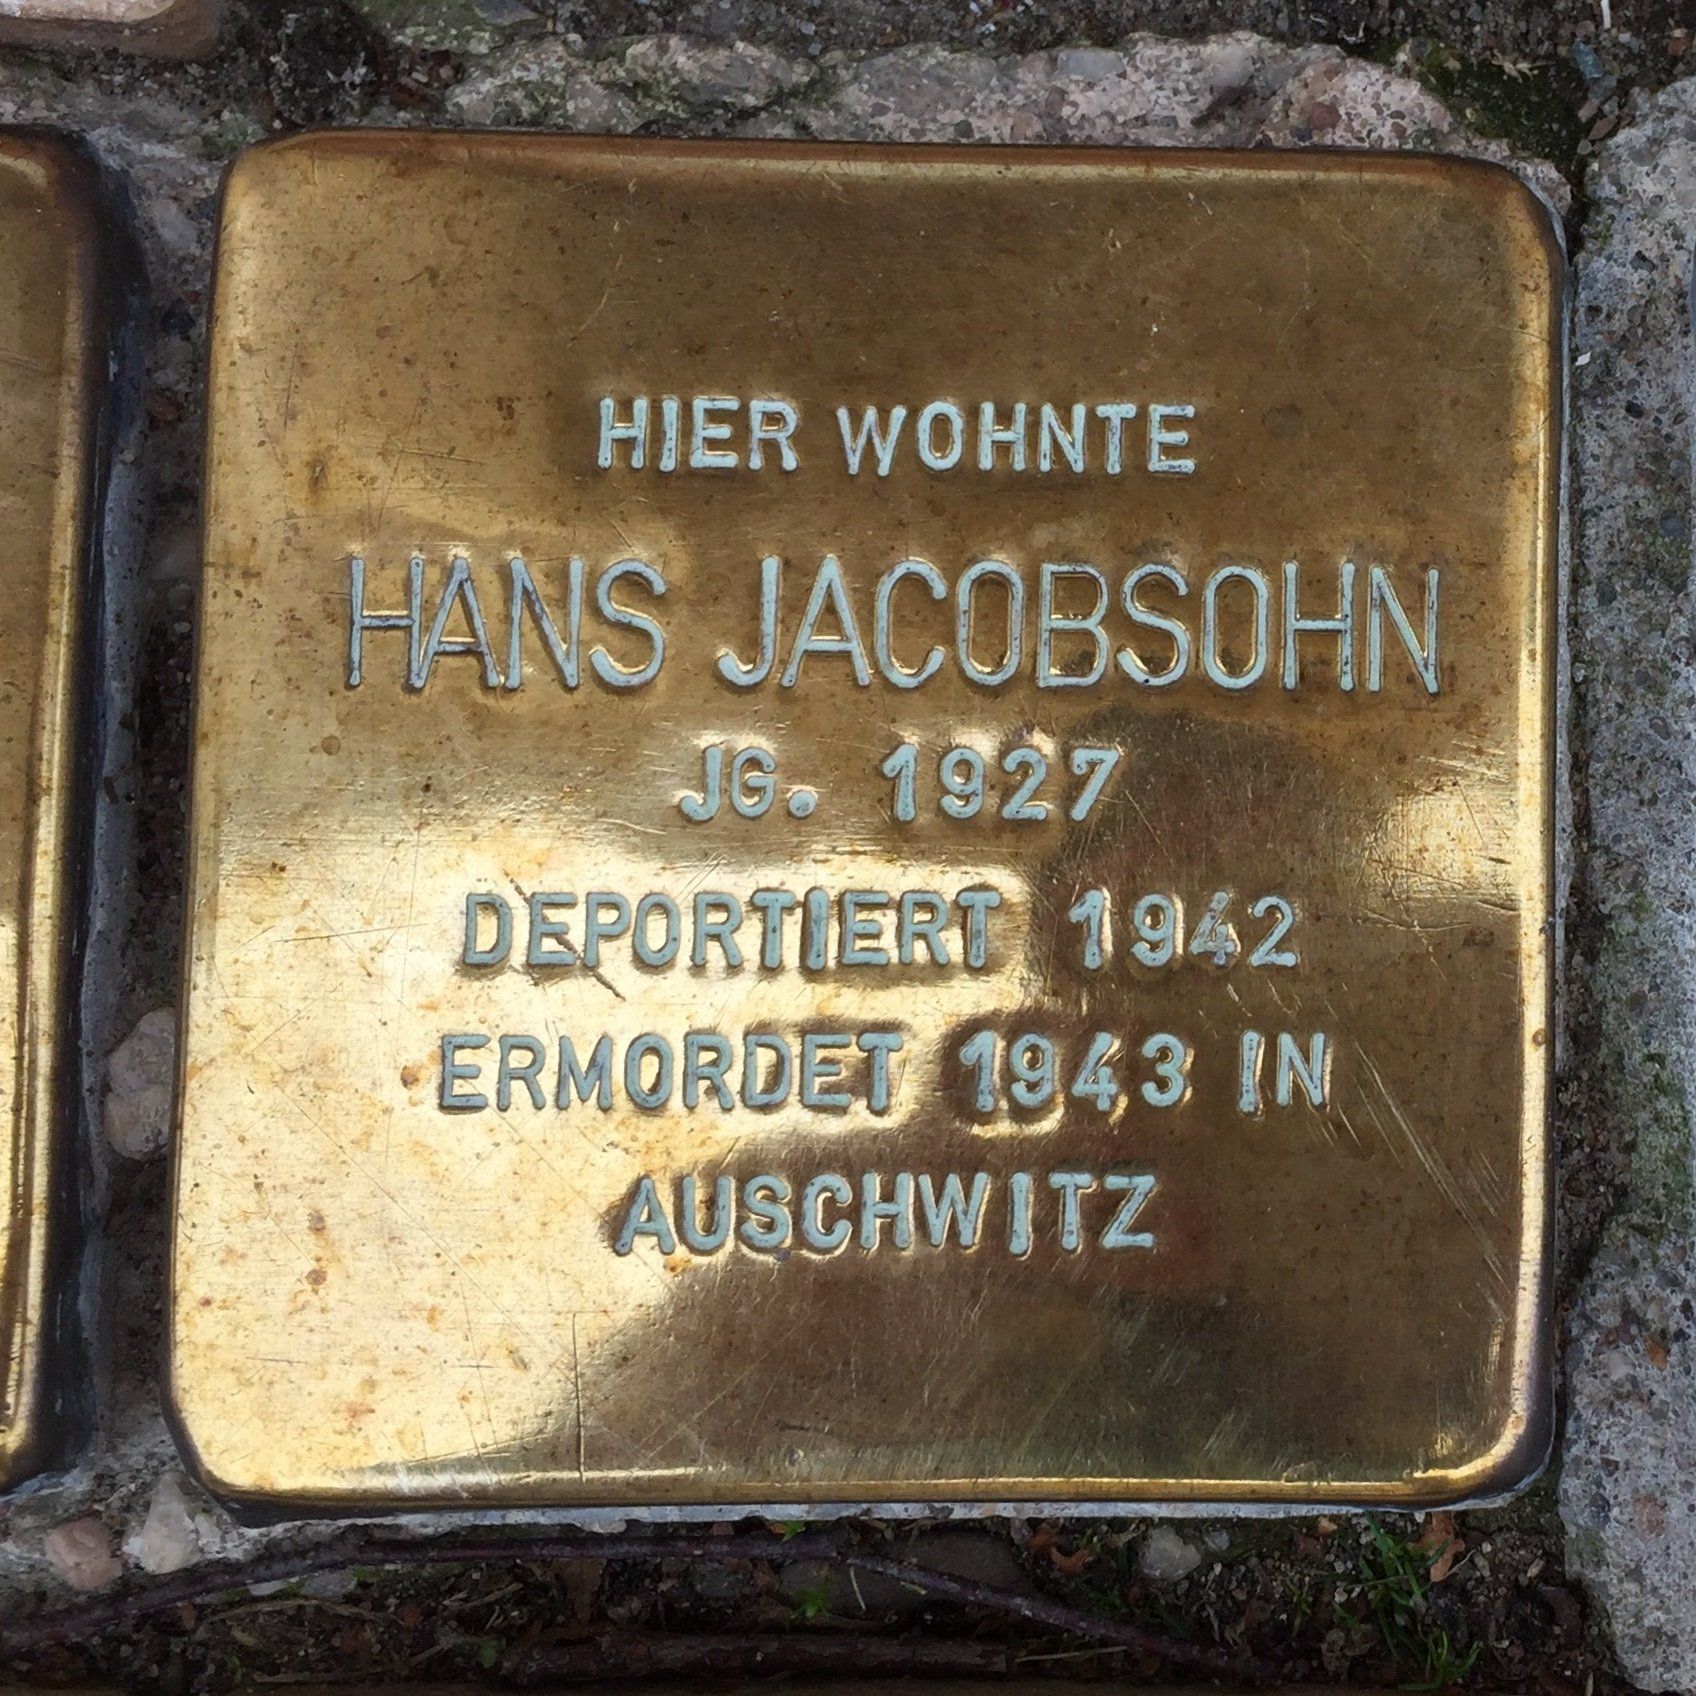 HIER WOHNTE
HANS JACOBSOHN
JG. 1927
DEPORTIERT 1942
ERMORDET 1943 IN
AUSCHWITZ